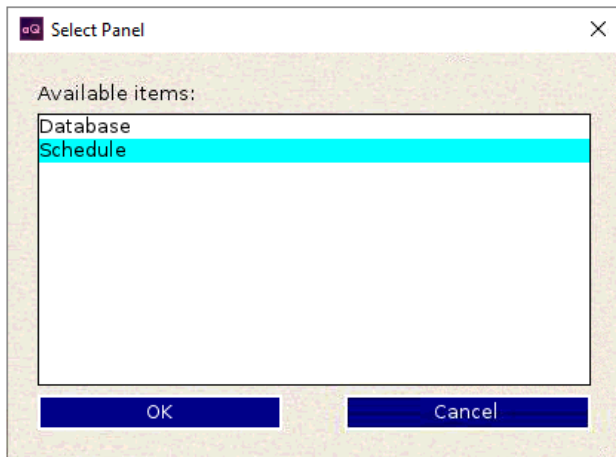 aQ Select Panel
Available items:
Database
Schedule
OK Cancel